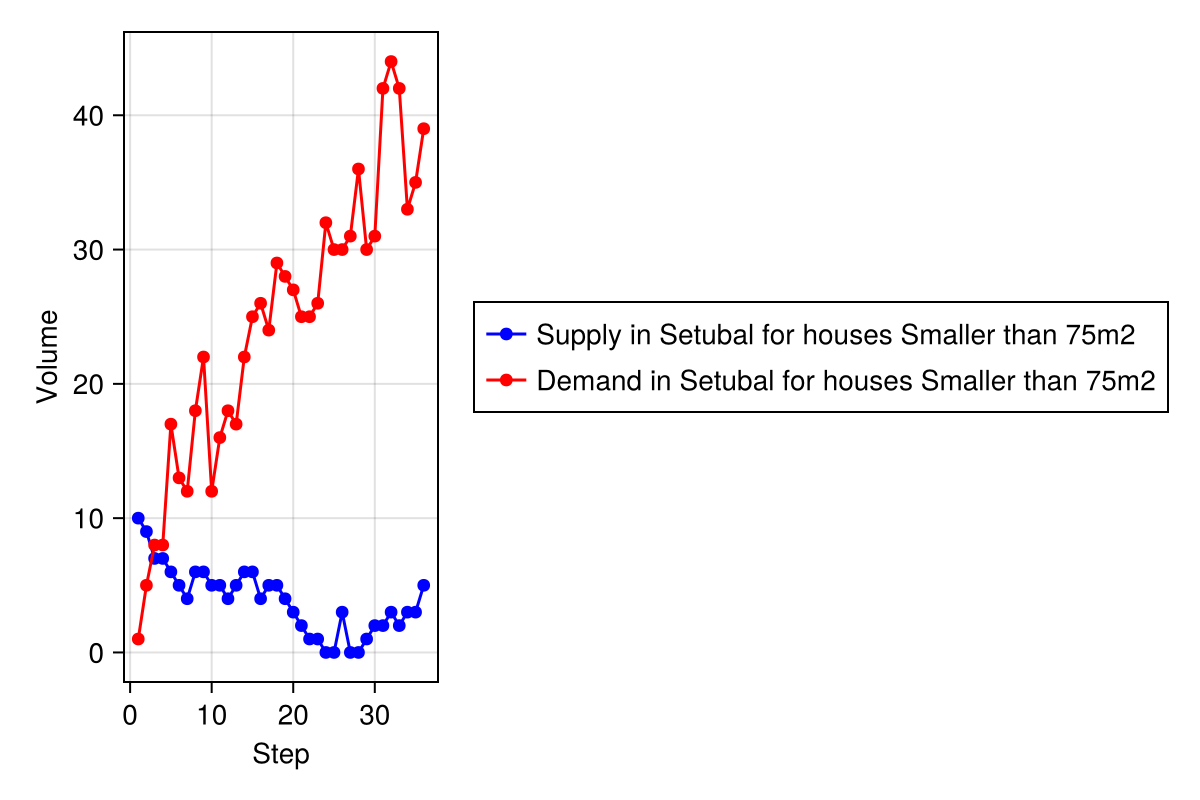 Volume
40
30
20
10
0
0 10 20 30
Step
Supply in Setubal for houses Smaller than 75m2
Demand in Setubal for houses Smaller than 75m2